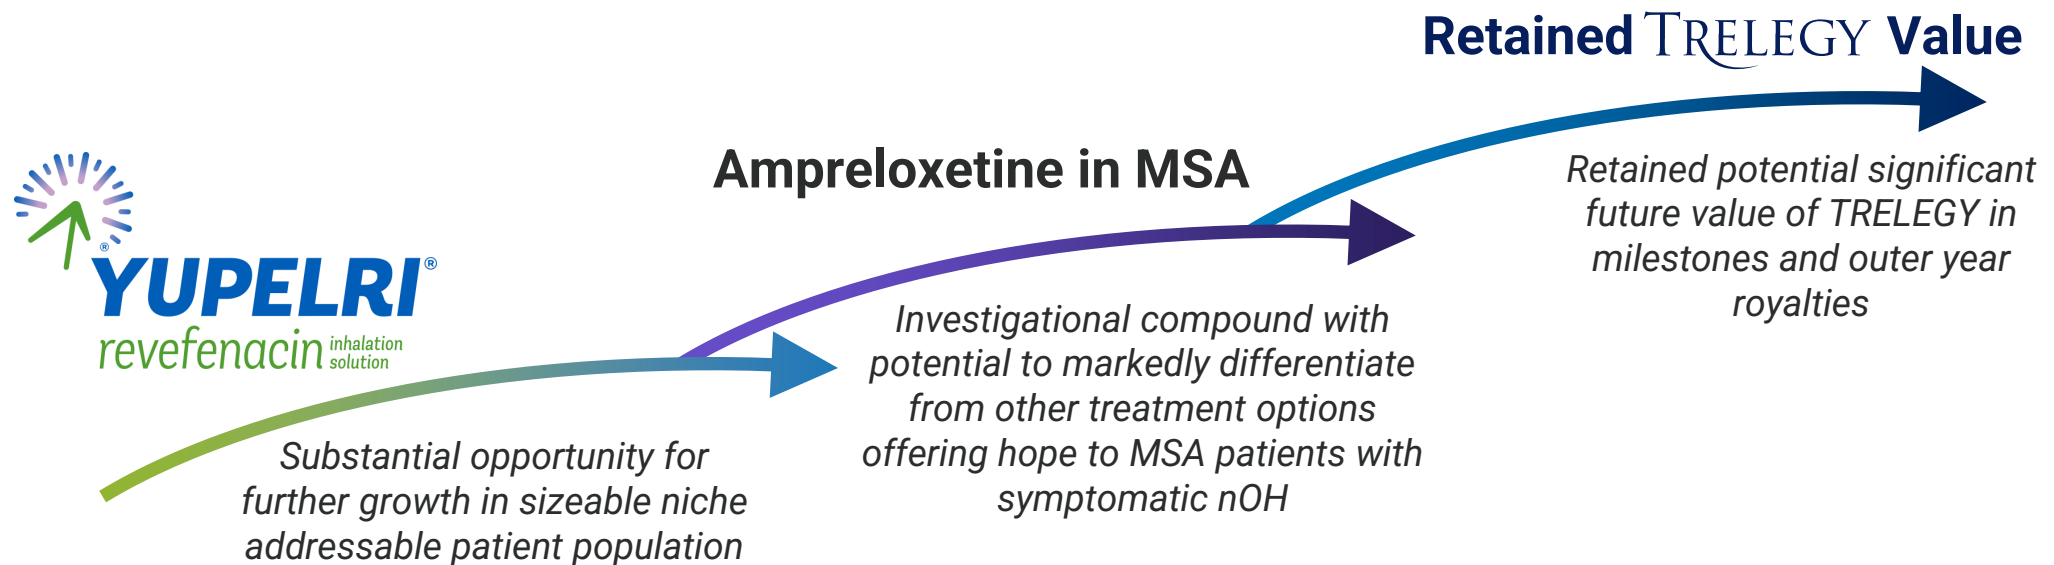 YUPELRI®
revefenacin inhalation solution
®
Substantial opportunity for
further growth in sizeable niche
addressable patient population
Ampreloxetine in MSA
Investigational compound with
potential to markedly differentiate
from other treatment options
offering hope to MSA patients with
symptomatic nOH
Retained TRELEGY Value
Retained potential significant
future value of TRELEGY in
milestones and outer year
royalties